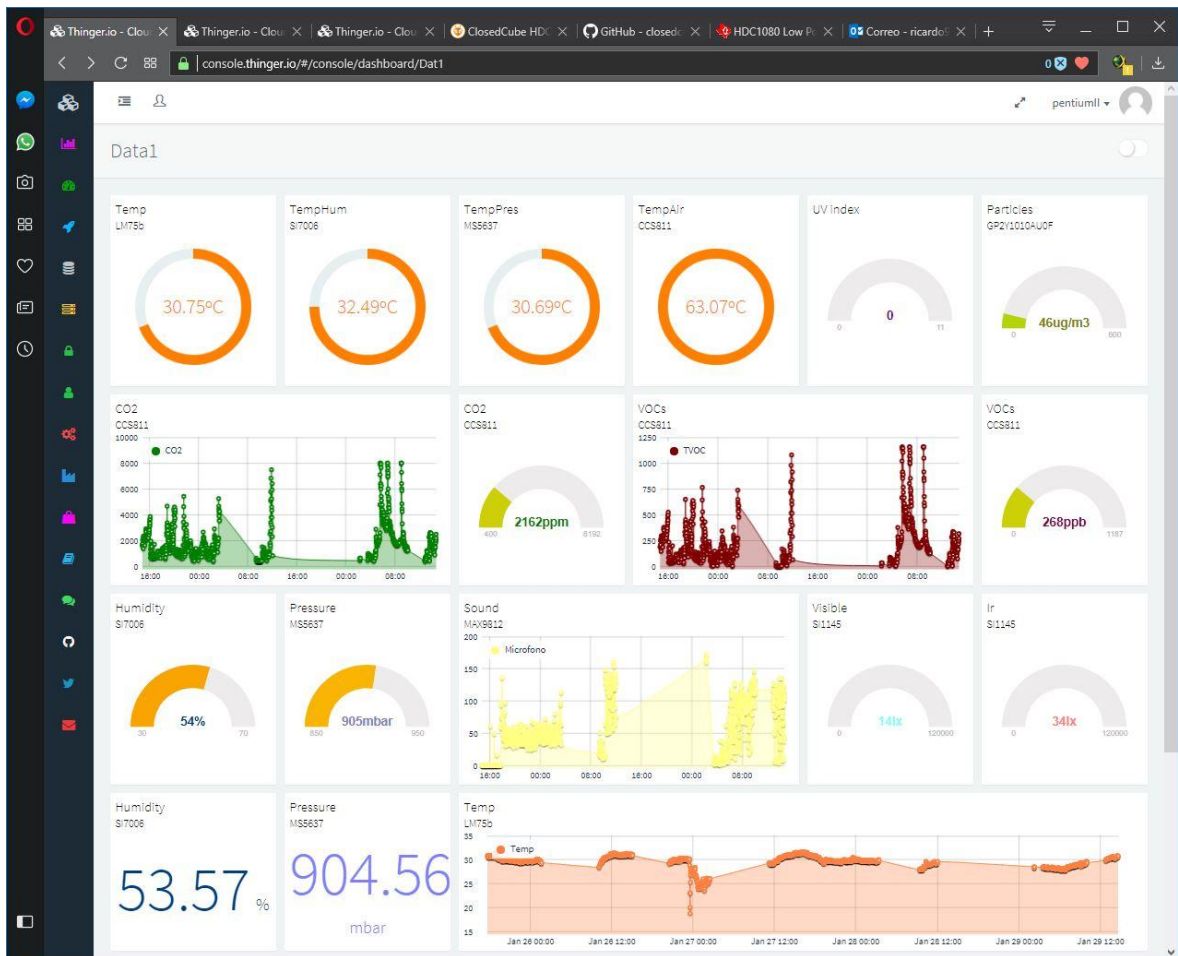 Thinger.io - Clou
Thinger.io - Clou
Thinger.io - Clou
ClosedCube HDC
GitHub - closedc
HDC1080 Low Po
Correo - ricardo
console.thinger.io/#/console/dashboard/Dat1
0
pentiumII
Data1
Temp
LM75b
30.75ºC
TempHum
SI7006
32.49ºC
TempPres
MS5637
30.69ºC
TempAir
CCS811
63.07ºC
UV index
0
0
11
Particles
GP2Y1010AU0F
46ug/m3
0
600
CO2
CCS811
10000
8000
6000
4000
2000
0
CO2
16:00
00:00
08:00
16:00
00:00
08:00
CO2
CCS811
2162ppm
400
8192
VOCs
CCS811
1250
1000
750
500
250
0
TVOC
16:00
00:00
08:00
16:00
00:00
08:00
VOCs
CCS811
268ppb
0
1187
Humidity
SI7006
54%
30
70
Pressure
MS5637
905mbar
850
950
Sound
MAX9812
200
150
100
50
0
Microfono
16:00
00:00
08:00
16:00
00:00
08:00
Visible
SI1145
14lx
0
120000
Ir
SI1145
34lx
0
120000
Humidity
SI7006
53.57 %
Pressure
MS5637
904.56
mbar
Temp
LM75b
35
30
25
20
15
Temp
Jan 26 00:00
Jan 26 12:00
Jan 27 00:00
Jan 27 12:00
Jan 28 00:00
Jan 28 12:00
Jan 29 00:00
Jan 29 12:00